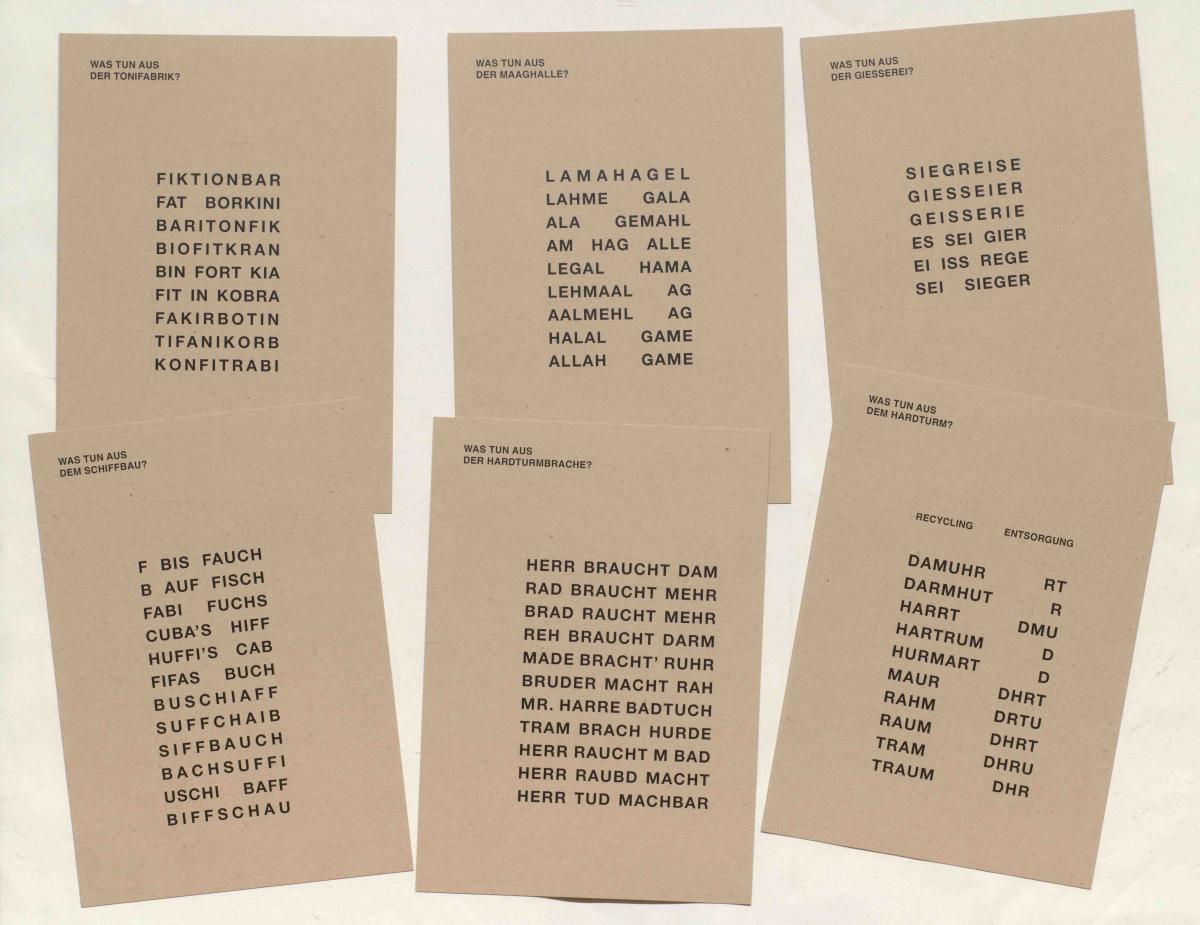 WAS TUN AUS
DER TONIFABRIK?
FIKTIONBAR
FAT BORKINI
BARITONFIK
BIOFITKRAN
BIN FORT KIA
FIT IN KOBRA
FAKIRBOTIN
TIFANIKORB
KONFITRABI
WAS TUN AUS
DER MAAGHALLE?
LAMAHAGEL
LAHME GALA
ALA GEMAHL
AM HAG ALLE
LEGAL HAMA
LEHMAAL AG
AALMEHL AG
HALAL GAME
ALLAH GAME
WAS TUN AUS
DER GIESSEREI?
SIEGREISE
GIESSEIER
GEISSERIE
ES SEI GIER
EI ISS REGE
SEI SIEGER
WAS TUN AUS
DEM SCHIFFBAU?
F BIS FAUCH
B AUF FISCH
FABI FUCHS
CUBA'S HIFF
HUFFI'S CAB
FIFAS BUCH
BUSCHIAFF
SUFFCHAIB
SIFFBAUCH
BACHSUFFI
USCHI BAFF
BIFFSCHAU
WAS TUN AUS
DER HARDTURMBRACHE?
HERR BRAUCHT DAM
RAD BRAUCHT MEHR
BRAD RAUCHT MEHR
REH BRAUCHT DARM
MADE BRACHT' RUHR
BRUDER MACHT RAH
MR. HARRE BADTUCH
TRAM BRACH HURDE
HERR RAUCHT M BAD
HERR RAUBD MACHT
HERR TUD MACHBAR
WAS TUN AUS
DEM HARDTURM?
RECYCLING ENTSORGUNG
DAMUHR RT
DARMHUT R
HARRT DMU
HARTRUM D
HURMART D
MAUR DHRT
RAHM DRTU
RAUM DHRT
TRAM DHRU
TRAUM DHR